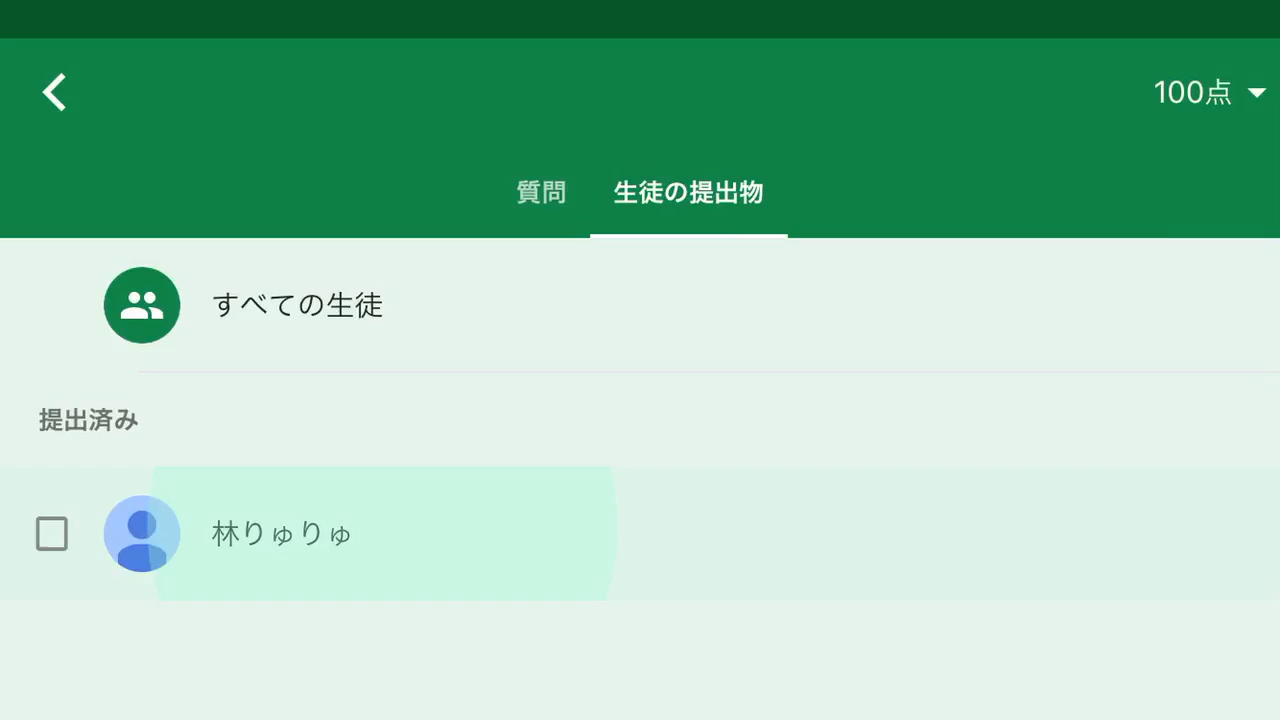 100点
質問
生徒の提出物
すべての生徒
提出済み
林りゅりゅ